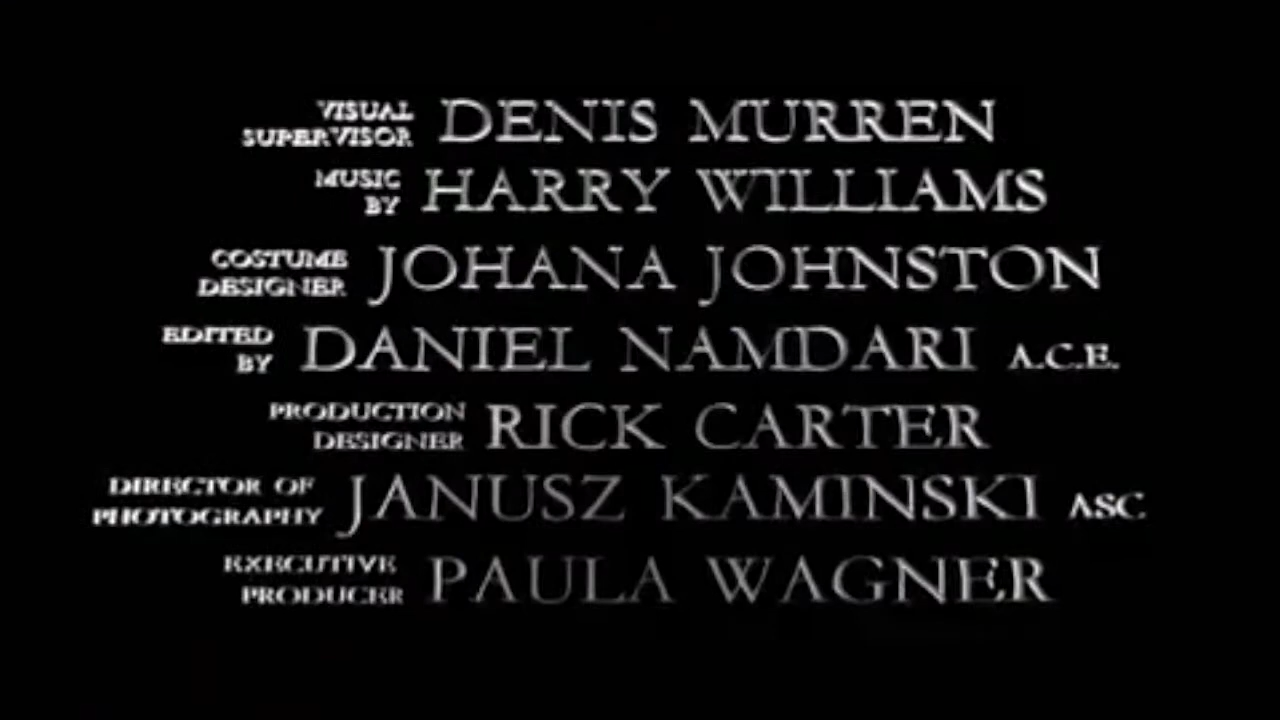 VISUAL
SUPERVISOR DENIS MURREN
MUSIC
BY HARRY WILLIAMS
COSTUME
DESIGNER JOHANA JOHNSTON
EDITED
BY DANIEL NAMDARI A.C.E.
PRODUCTION
DESIGNER RICK CARTER
DIRECTOR OF
PHOTOGRAPHY JANUSZ KAMINSKI ASC
EXECUTIVE
PRODUCER PAULA WAGNER